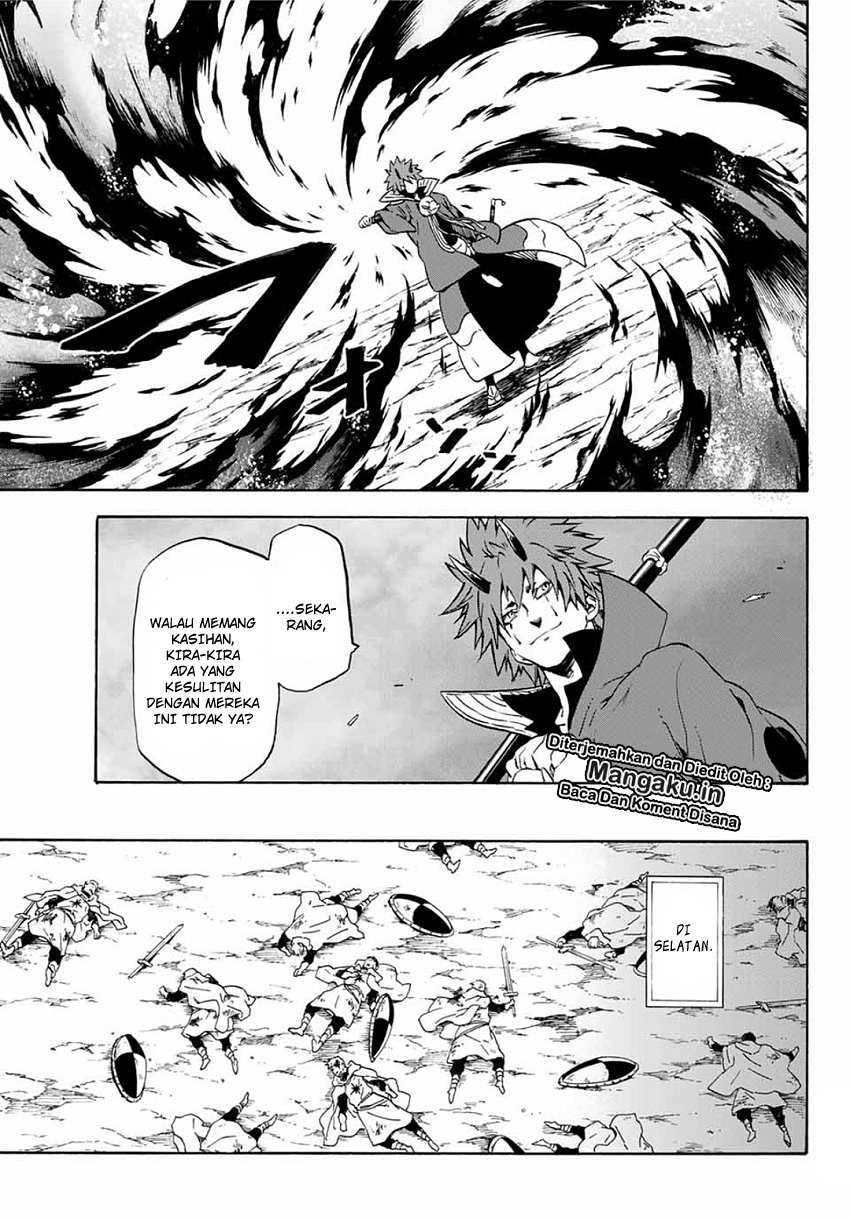 オ
....SEKA-
RANG,
WALAU MEMANG
KASIHAN,
KIRA-KIRA
ADA YANG
KESULITAN
DENGAN MEREKA
INI TIDAK YA?
Diterjemahkan dan Diedit Oleh :
Mangaku.in
Baca Dan Koment Disana
DI
SELATAN.